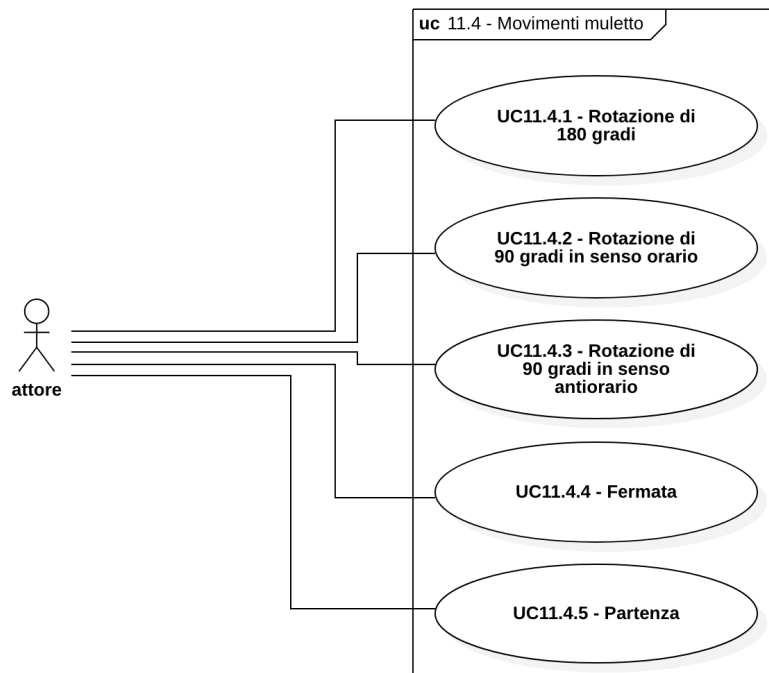 uc 11.4 - Movimenti muletto
UC11.4.1 - Rotazione di
180 gradi
UC11.4.2 - Rotazione di
90 gradi in senso orario
UC11.4.3 - Rotazione di
90 gradi in senso
antiorario
attore
UC11.4.4 - Fermata
UC11.4.5 - Partenza